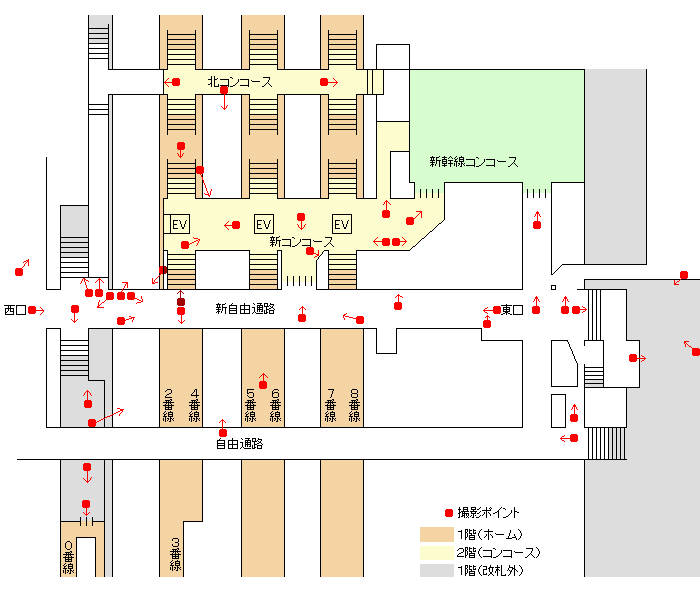 北コンコース
新幹線コンコース
EV
EV
EV
新コンコース
西口
新自由通路
東口
2番線
4番線
5番線
6番線
7番線
8番線
自由通路
0番線
3番線
撮影ポイント
1階(ホーム)
2階(コンコース)
1階(改札外)